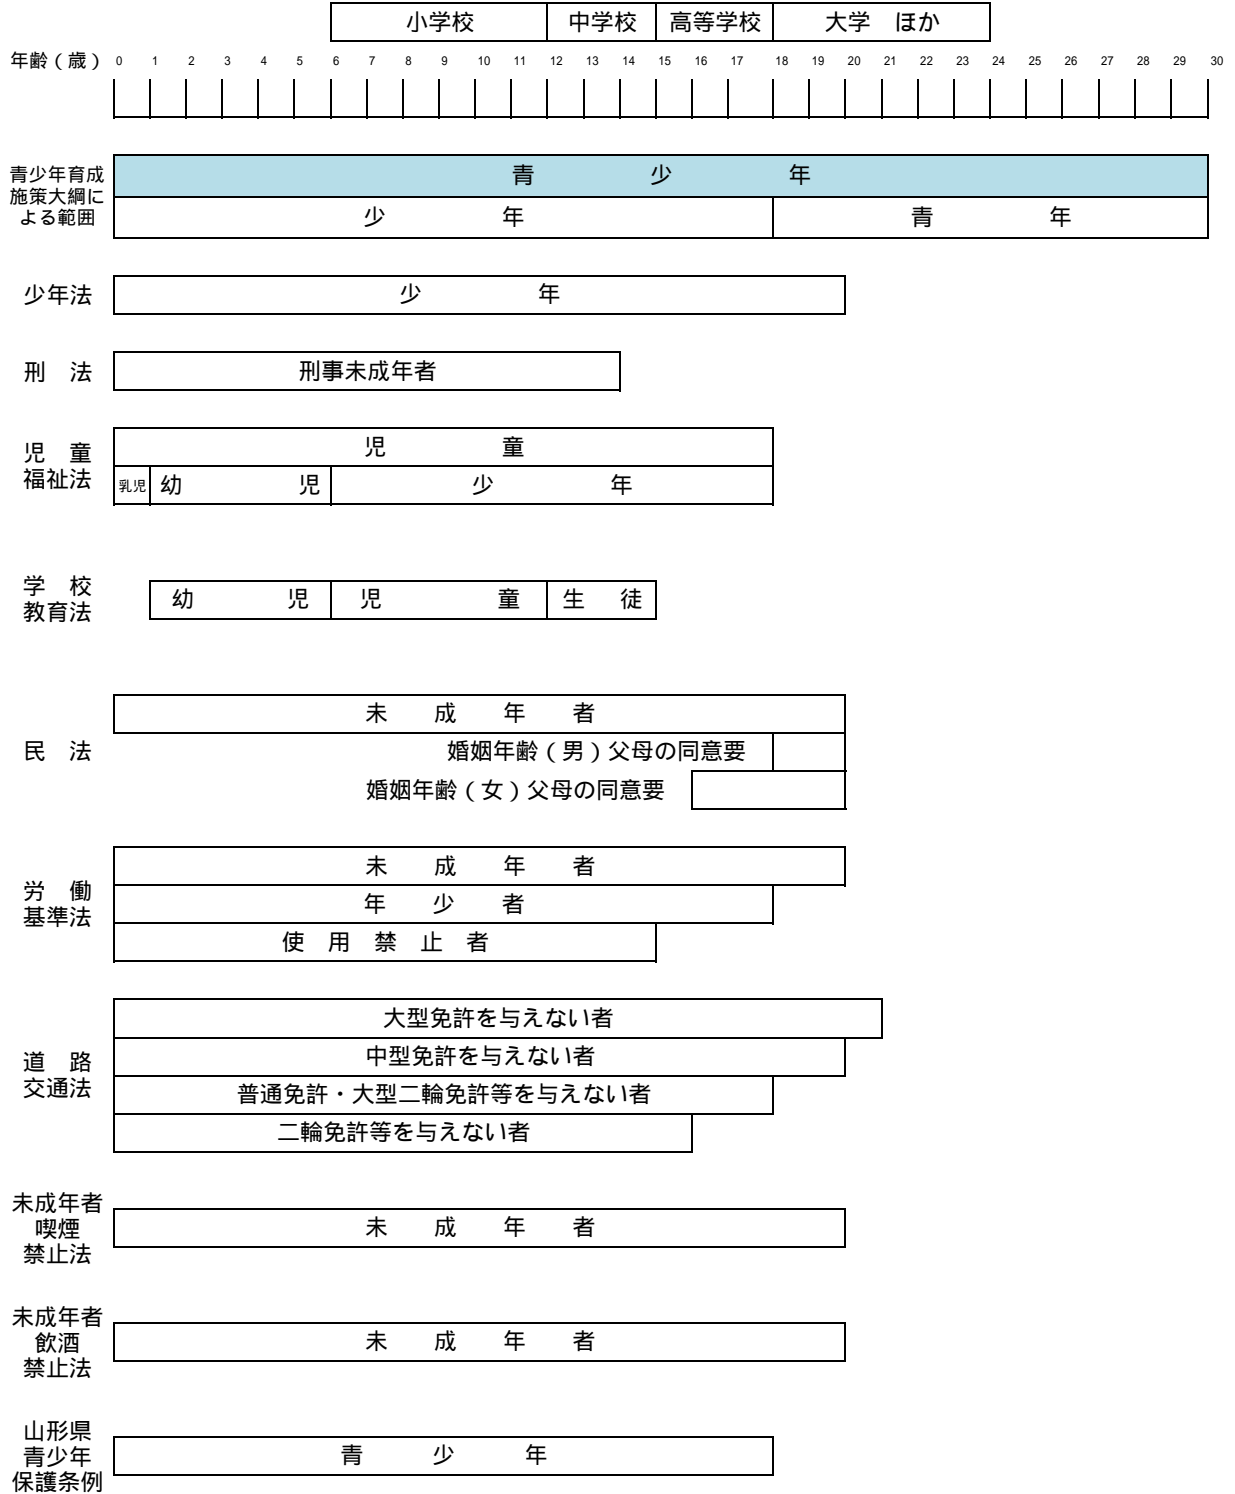 小学校 中学校 高等学校 大学　ほか
年齢（歳） 0 1 2 3 4 5 6 7 8 9 10 11 12 13 14 15 16 17 18 19 20 21 22 23 24 25 26 27 28 29 30
青少年育成
施策大綱に
よる範囲
青　少　年
少　年 青　年
少年法 少　年
刑　法 刑事未成年者
児　童
福祉法
児　童
乳児 幼　児 少　年
学　校
教育法
幼　児 児　童 生　徒
民　法
未　成　年　者
婚姻年齢（男）父母の同意要
婚姻年齢（女）父母の同意要
労　働
基準法
未　成　年　者
年　少　者
使　用　禁　止　者
道　路
交通法
大型免許を与えない者
中型免許を与えない者
普通免許・大型二輪免許等を与えない者
二輪免許等を与えない者
未成年者
喫煙
禁止法
未　成　年　者
未成年者
飲酒
禁止法
未　成　年　者
山形県
青少年
保護条例
青　少　年